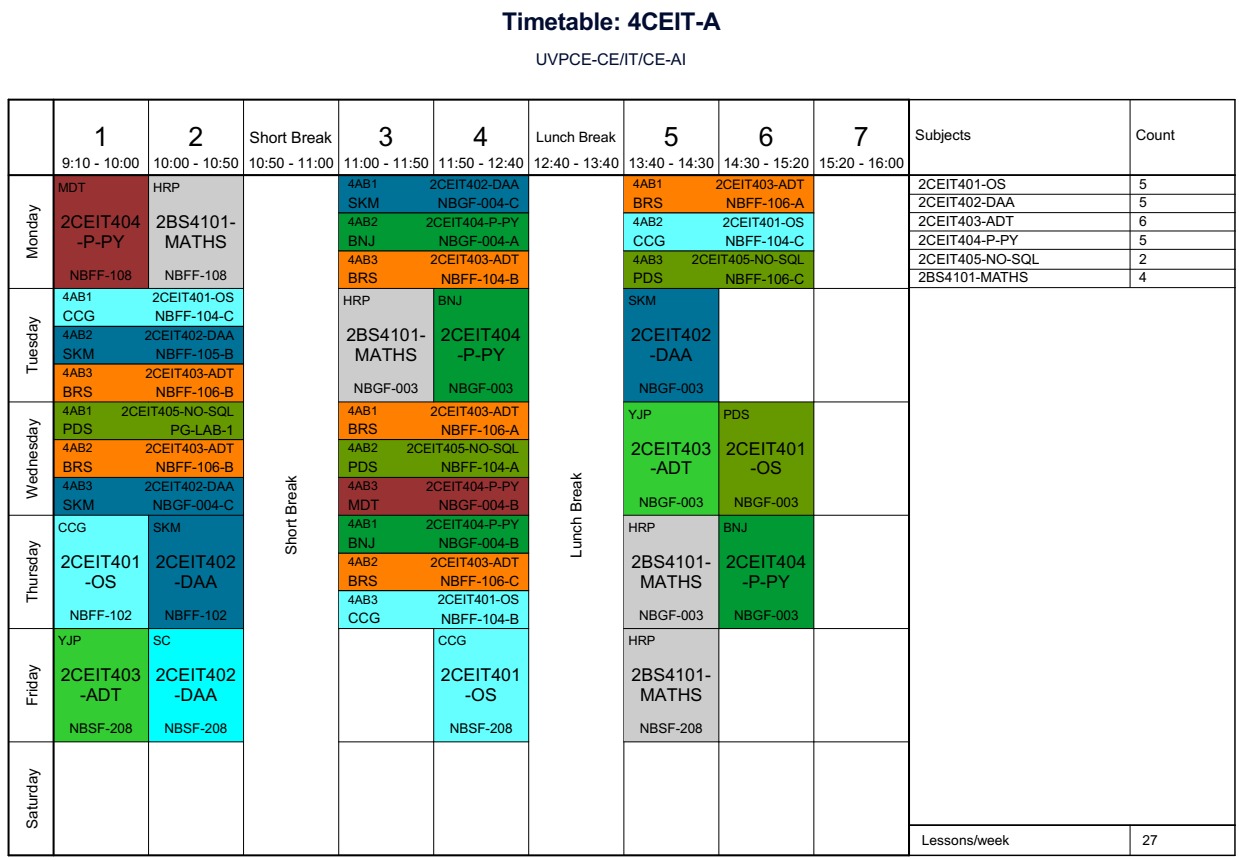 Timetable: 4CEIT-A
UVPCE-CE/IT/CE-AI
1 2 Short Break 3 4 Lunch Break 5 6 7 Subjects Count
9:10 - 10:00 10:00 - 10:50 10:50 - 11:00 11:00 - 11:50 11:50 - 12:40 12:40 - 13:40 13:40 - 14:30 14:30 - 15:20 15:20 - 16:00
Monday
MDT
2CEIT404
-P-PY
NBFF-108
HRP
2BS4101-
MATHS
NBFF-108
4AB1 2CEIT402-DAA
SKM NBGF-004-C
4AB2 2CEIT404-P-PY
BNJ NBGF-004-A
4AB3 2CEIT403-ADT
BRS NBFF-104-B
4AB1 2CEIT403-ADT
BRS NBFF-106-A
4AB2 2CEIT401-OS
CCG NBFF-104-C
4AB3 2CEIT405-NO-SQL
PDS NBFF-106-C
Tuesday
4AB1 2CEIT401-OS
CCG NBFF-104-C
4AB2 2CEIT402-DAA
SKM NBFF-105-B
4AB3 2CEIT403-ADT
BRS NBFF-106-B
HRP
2BS4101-
MATHS
NBGF-003
BNJ
2CEIT404
-P-PY
NBGF-003
SKM
2CEIT402
-DAA
NBGF-003
Wednesday
4AB1 2CEIT405-NO-SQL
PDS PG-LAB-1
4AB2 2CEIT403-ADT
BRS NBFF-106-B
4AB3 2CEIT402-DAA
SKM NBGF-004-C
4AB1 2CEIT403-ADT
BRS NBFF-106-A
4AB2 2CEIT405-NO-SQL
PDS NBFF-104-A
4AB3 2CEIT404-P-PY
MDT NBGF-004-B
YJP
2CEIT403
-ADT
NBGF-003
PDS
2CEIT401
-OS
NBGF-003
Short Break
Lunch Break
Thursday
CCG
2CEIT401
-OS
NBFF-102
SKM
2CEIT402
-DAA
NBFF-102
4AB1 2CEIT404-P-PY
BNJ NBGF-004-B
4AB2 2CEIT403-ADT
BRS NBFF-106-C
4AB3 2CEIT401-OS
CCG NBFF-104-B
HRP
2BS4101-
MATHS
NBGF-003
BNJ
2CEIT404
-P-PY
NBGF-003
Friday
YJP
2CEIT403
-ADT
NBSF-208
SC
2CEIT402
-DAA
NBSF-208
CCG
2CEIT401
-OS
NBSF-208
HRP
2BS4101-
MATHS
NBSF-208
Saturday
2CEIT401-OS 5
2CEIT402-DAA 5
2CEIT403-ADT 6
2CEIT404-P-PY 5
2CEIT405-NO-SQL 2
2BS4101-MATHS 4
Lessons/week 27